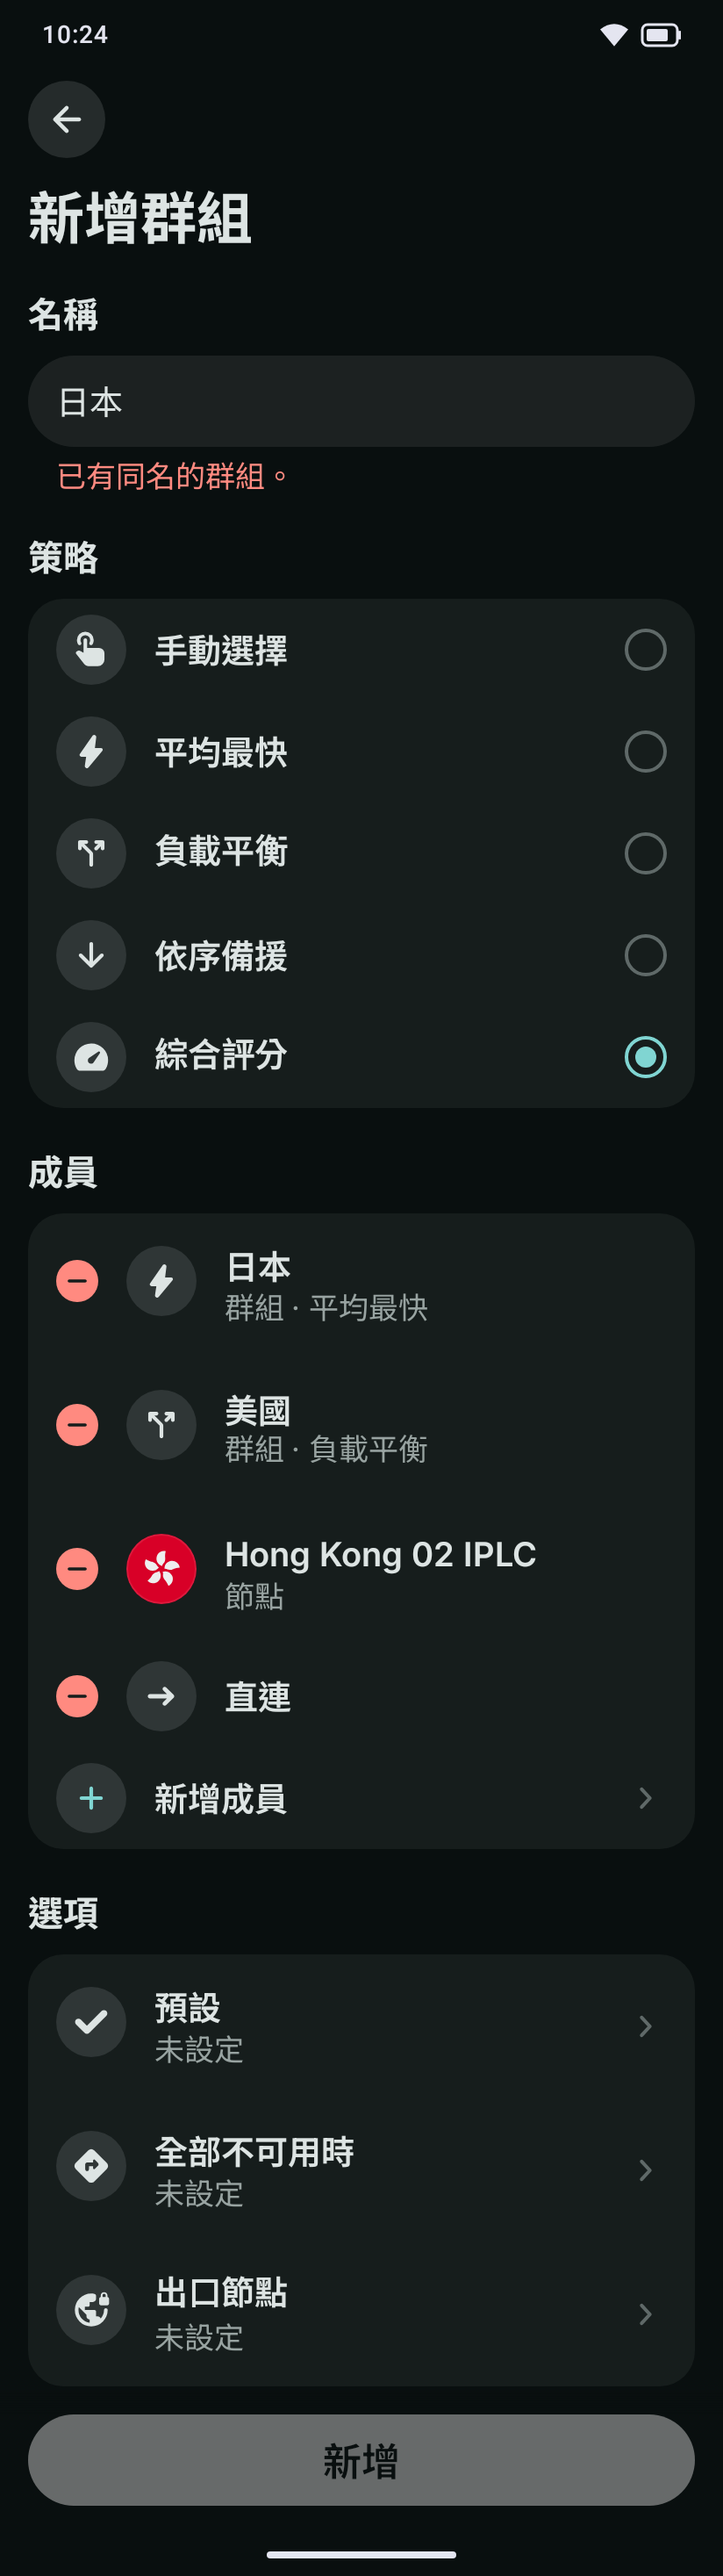 10:24
新增群組
名稱
日本
已有同名的群組。
策略
手動選擇
平均最快
負載平衡
依序備援
綜合評分
成員
日本
群組 · 平均最快
美國
群組 · 負載平衡
Hong Kong 02 IPLC
節點
直連
新增成員
選項
預設
未設定
全部不可用時
未設定
出口節點
未設定
新增